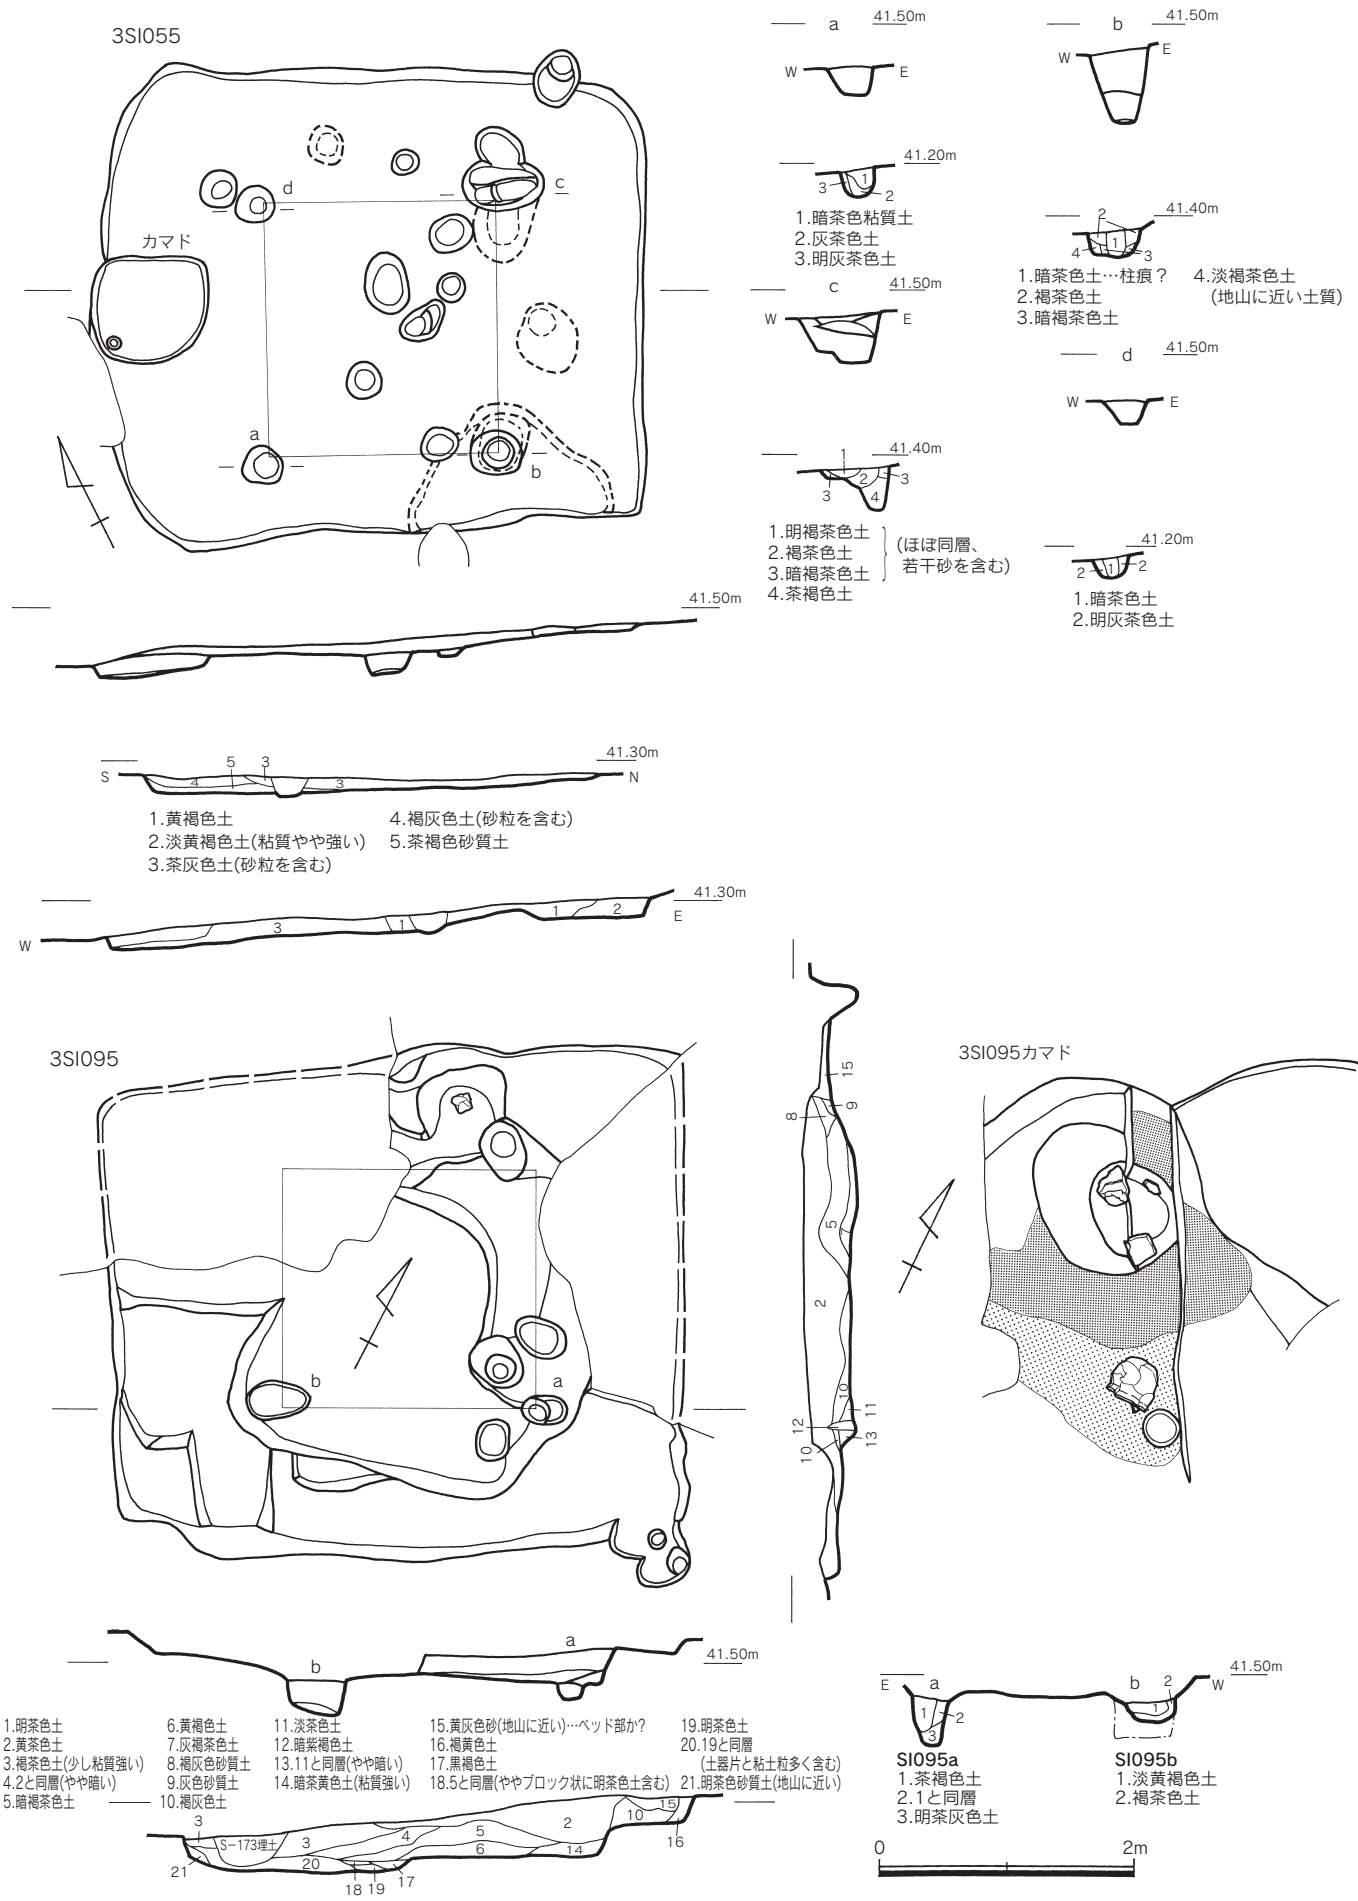 3SI055
カマド
d
c
a
b
a
41.50m
W
E
b
41.50m
W
E
41.20m
3
1
2
1.暗茶色粘質土
2.灰茶色土
3.明灰茶色土
41.40m
2
4
1
3
1.暗茶色土…柱痕?
2.褐茶色土
3.暗褐茶色土
4.淡褐茶色土
(地山に近い土質)
c
41.50m
W
E
d
41.50m
W
E
41.40m
1
3
2
4
3
1.明褐茶色土
2.褐茶色土
3.暗褐茶色土
4.茶褐色土
(ほぼ同層、
若干砂を含む)
41.20m
2
1
2
1.暗茶色土
2.明灰茶色土
41.50m
41.30m
S
4
5
3
3
N
1.黄褐色土
2.淡黄褐色土(粘質やや強い)
3.茶灰色土(砂粒を含む)
4.褐灰色土(砂粒を含む)
5.茶褐色砂質土
41.30m
W
3
1
1
2
E
3SI095
b
a
15
9
8
5
7
2
10
11
12
13
10
3SI095カマド
b
a
41.50m
1.明茶色土
2.黄茶色土
3.褐茶色土(少し粘質強い)
4.2と同層(やや暗い)
5.暗褐茶色土
6.黄褐色土
7.灰褐茶色土
8.褐灰色砂質土
9.灰色砂質土
10.褐灰色土
11.淡茶色土
12.暗紫褐色土
13.11と同層(やや暗い)
14.暗茶黄色土(粘質強い)
15.黄灰色砂(地山に近い)…ベッド部か?
16.褐黄色土
17.黒褐色土
18.5と同層(ややブロック状に明茶色土含む)
19.明茶色土
20.19と同層
(土器片と粘土粒多く含む)
21.明茶色砂質土(地山に近い)
3
S-173埋土
3
4
5
2
10
15
16
21
20
18
19
17
6
14
E
a
b
W
41.50m
1
2
3
1
2
SI095a
1.茶褐色土
2.1と同層
3.明茶灰色土
SI095b
1.淡黄褐色土
2.褐茶色土
0
2m